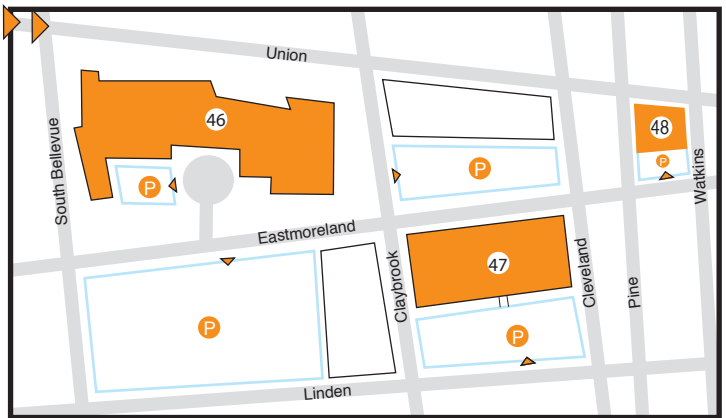 Union
46
48
P
P
P
South Bellevue
Watkins
Eastmoreland
47
Claybrook
Cleveland
Pine
P
P
Linden